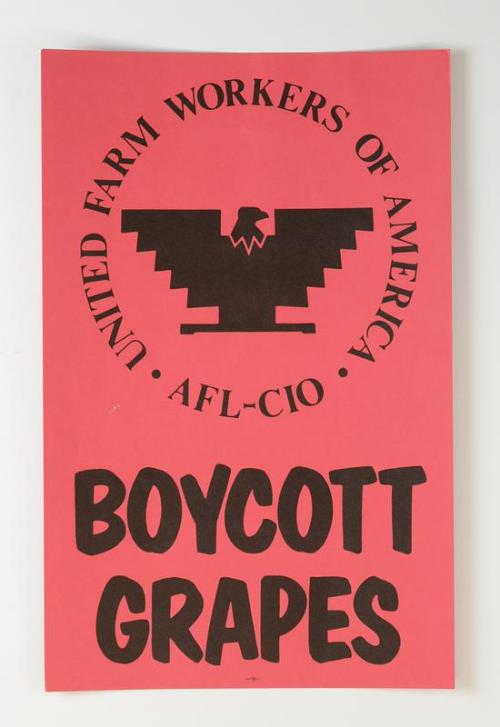 UNITED FARM WORKERS OF AMERICA
• AFL-CIO •
BOYCOTT
GRAPES